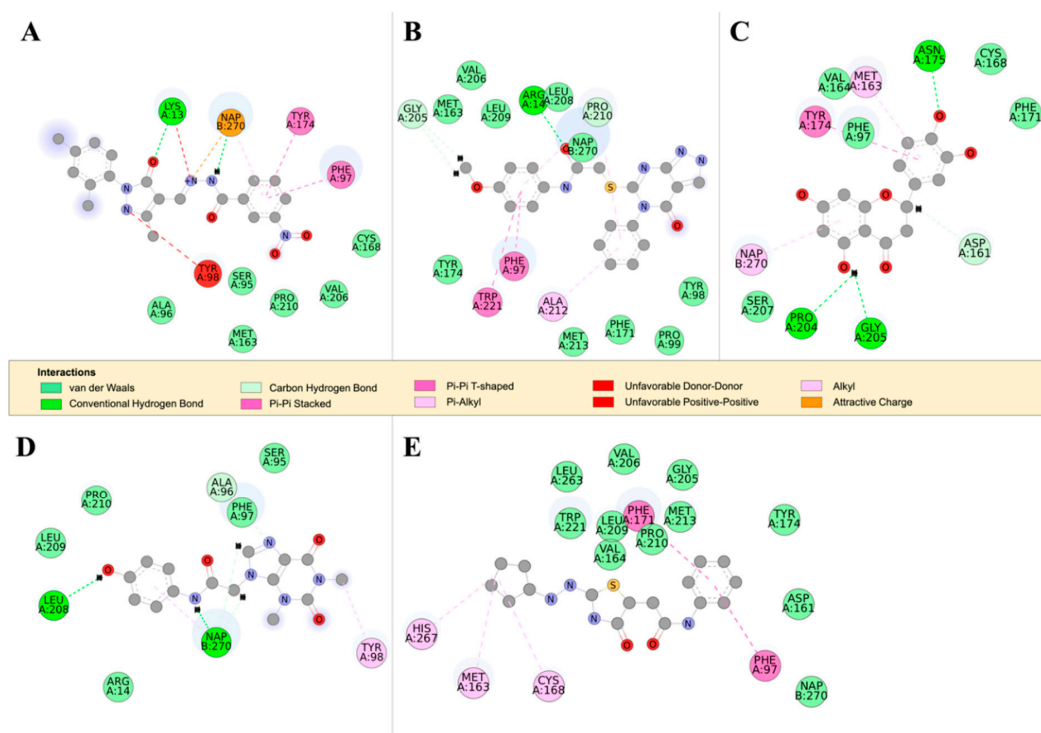 A
LYS
A:13
NAP
B:270
TYR
A:174
PHE
A:97
N
O
N
N
+N
N
H
O
N
O
O
TYR
A:98
CYS
A:168
SER
A:95
VAL
A:206
PRO
A:210
ALA
A:96
MET
A:163
B
VAL
A:206
GLY
A:205
MET
A:163
LEU
A:209
ARG
A:14
LEU
A:208
PRO
A:210
NAP
B:270
H
H
O
O
N
S
N
N
N
N
N
O
TYR
A:174
PHE
A:97
TRP
A:221
ALA
A:212
TYR
A:98
MET
A:213
PHE
A:171
PRO
A:99
C
ASN
A:175
CYS
A:168
VAL
A:164
MET
A:163
TYR
A:174
PHE
A:97
PHE
A:171
O
O
O
O
H
O
O
H
NAP
B:270
ASP
A:161
SER
A:207
PRO
A:204
GLY
A:205
Interactions
van der Waals
Conventional Hydrogen Bond
Carbon Hydrogen Bond
Pi-Pi Stacked
Pi-Pi T-shaped
Pi-Alkyl
Unfavorable Donor-Donor
Unfavorable Positive-Positive
Alkyl
Attractive Charge
D
SER
A:95
ALA
A:96
PHE
A:97
PRO
A:210
LEU
A:209
LEU
A:208
O
H
O
N
H
H
H
N
N
O
N
N
O
NAP
B:270
TYR
A:98
ARG
A:14
E
LEU
A:263
VAL
A:206
GLY
A:205
TRP
A:221
LEU
A:209
PHE
A:171
MET
A:213
VAL
A:164
PRO
A:210
TYR
A:174
N
N
S
N
O
O
N
ASP
A:161
HIS
A:267
MET
A:163
CYS
A:168
PHE
A:97
NAP
B:270